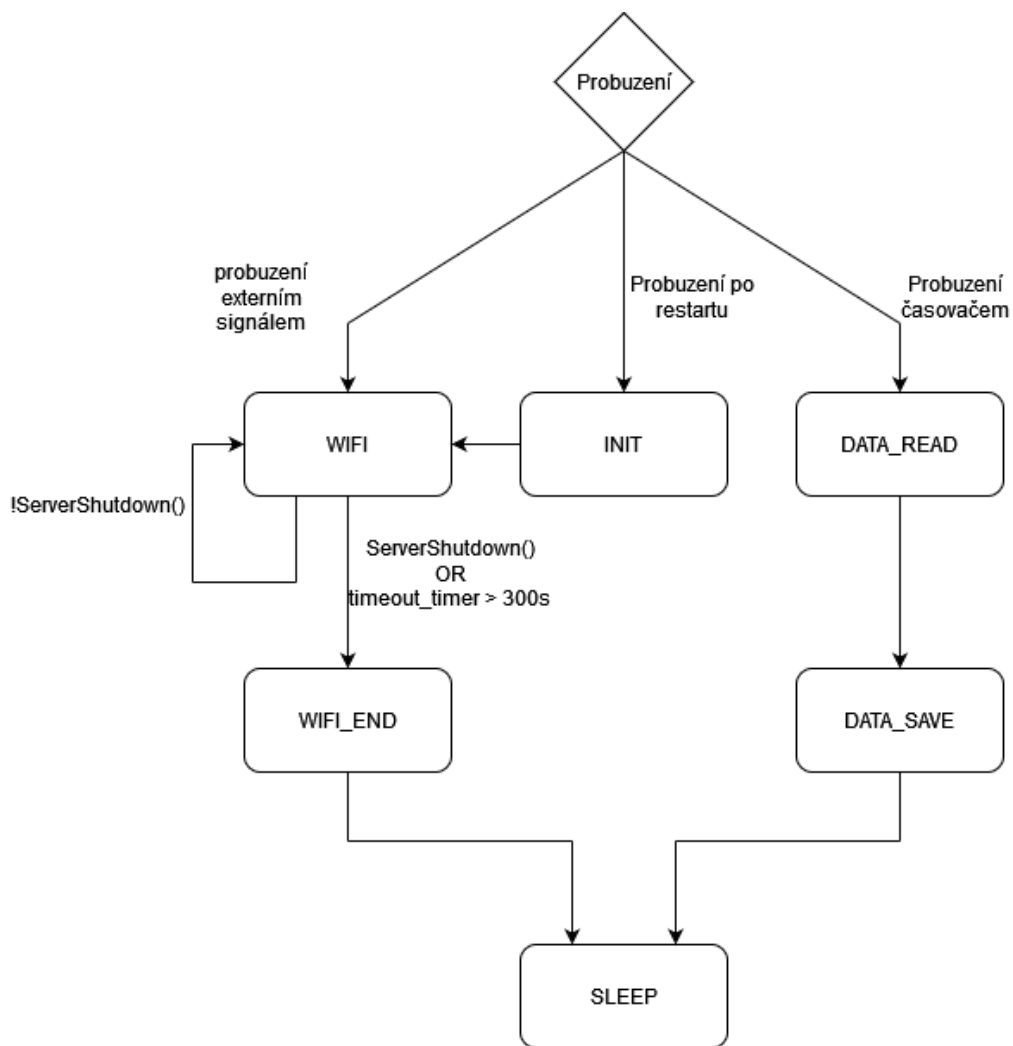 Probuzení
probuzení
externím
signálem
Probuzení po
restartu
Probuzení
časovačem
WIFI
INIT
DATA_READ
!ServerShutdown()
ServerShutdown()
OR
timeout_timer > 300s
WIFI_END
DATA_SAVE
SLEEP